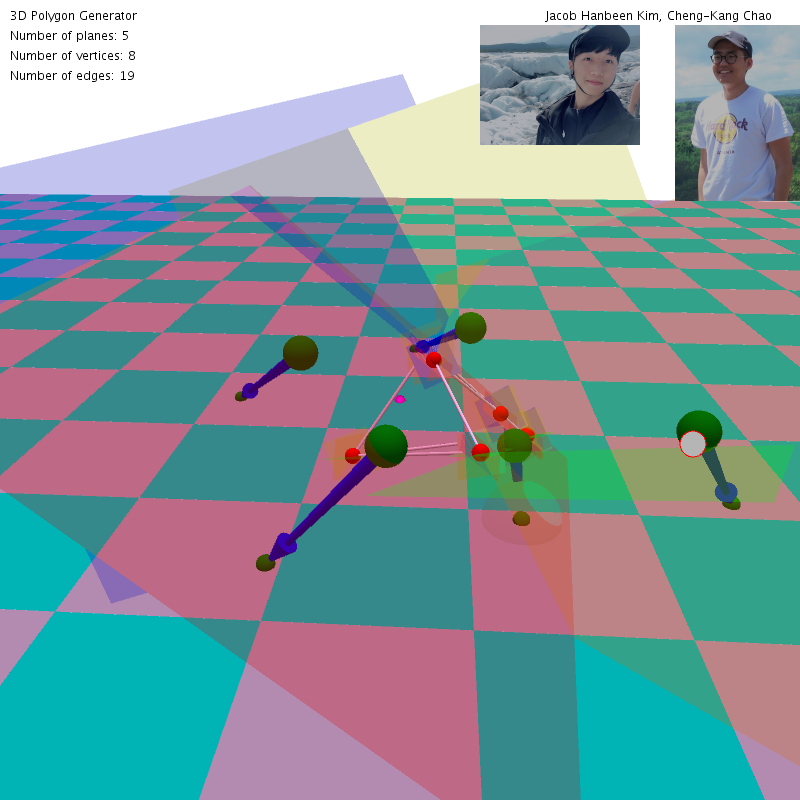 3D Polygon Generator
Jacob Hanbeen Kim, Cheng-Kang Chao
Number of planes: 5
Number of vertices: 8
Number of edges: 19